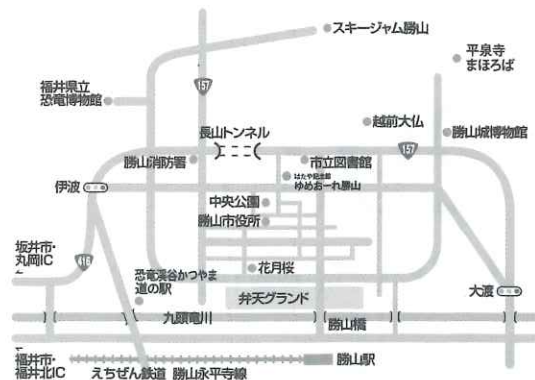 スキージャム勝山
平泉寺
まほろば
福井県立
恐竜博物館
157
越前大仏
長山トンネル
勝山城博物館
勝山消防署
市立図書館
157
はたや記念館
ゆめおーれ勝山
伊波
中央公園
勝山市役所
坂井市・
丸岡IC
416
恐竜渓谷かつやま
道の駅
花月桜
弁天グランド
大渡
九頭竜川
勝山橋
福井市・
福井北IC
えちぜん鉄道 勝山永平寺線
勝山駅